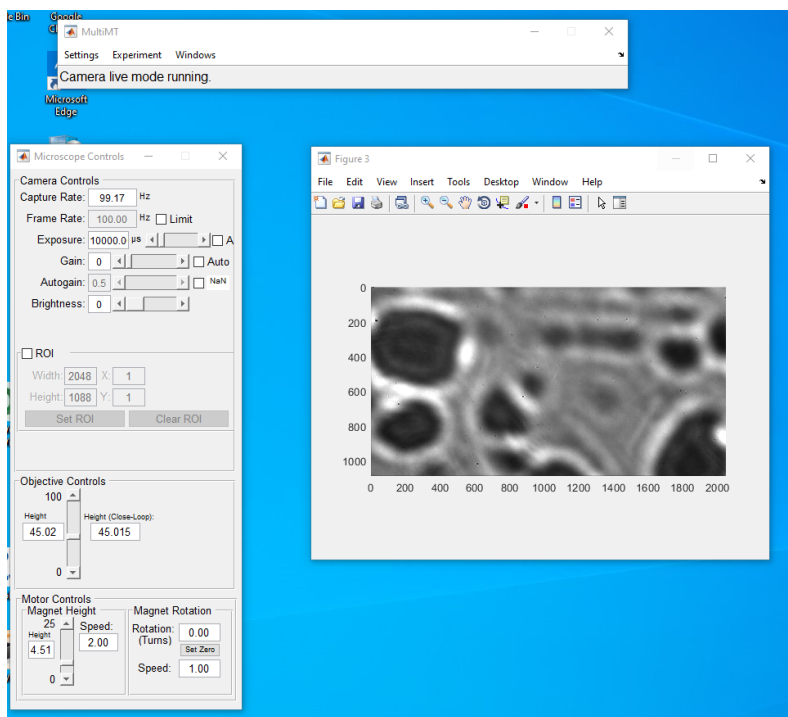 e Bin
Google
MultiMT
Settings Experiment Windows
Camera live mode running.
Microsoft
Edge
Microscope Controls
Camera Controls
Capture Rate: 99.17 Hz
Frame Rate: 100.00 Hz Limit
Exposure: 10000.0 µs A
Gain: 0 Auto
Autogain: 0.5 NaN
Brightness: 0
ROI
Width: 2048 X: 1
Height: 1088 Y: 1
Set ROI Clear ROI
Objective Controls
100
Height Height (Close-Loop):
45.02 45.015
0
Motor Controls
Magnet Height
25
Height
4.51
0
Speed:
2.00
Magnet Rotation
Rotation: 0.00
(Turns)
Set Zero
Speed: 1.00
Figure 3
File Edit View Insert Tools Desktop Window Help
0
200
400
600
800
1000
0 200 400 600 800 1000 1200 1400 1600 1800 2000